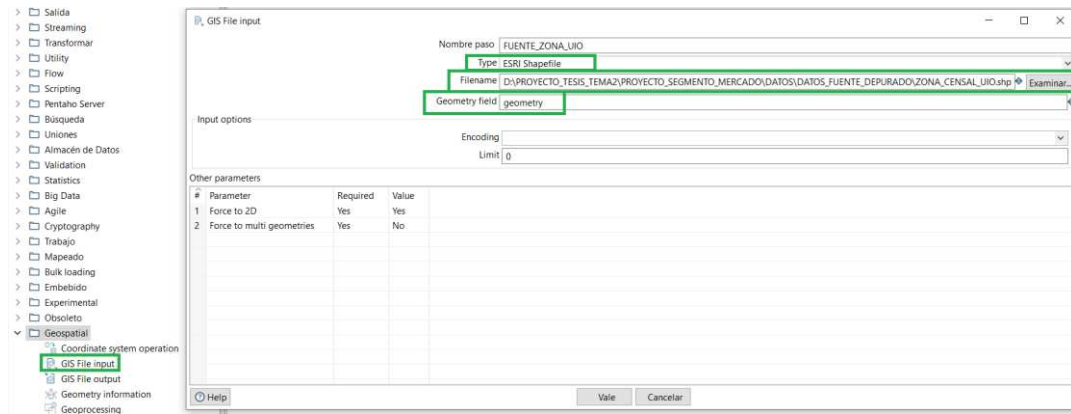 Salida
Streaming
Transformar
Utility
Flow
Scripting
Pentaho Server
Búsqueda
Uniones
Almacén de Datos
Validation
Statistics
Big Data
Agile
Cryptography
Trabajo
Mapeado
Bulk loading
Embebido
Experimental
Obsoleto
Geospatial
Coordinate system operation
GIS File input
GIS File output
Geometry information
Geoprocessing
GIS File input
Nombre paso FUENTE_ZONA_UIO
Type ESRI Shapefile
Filename D:\PROYECTO_TESIS_TEMA2\PROYECTO_SEGMENTO_MERCADO\DATOS\DATOS_FUENTE_DEPURADO\ZONA_CENSAL_UIO.shp Examinar...
Geometry field geometry
Input options
Encoding
Limit 0
Other parameters
# Parameter Required Value
1 Force to 2D Yes Yes
2 Force to multi geometries Yes No
Help Vale Cancelar